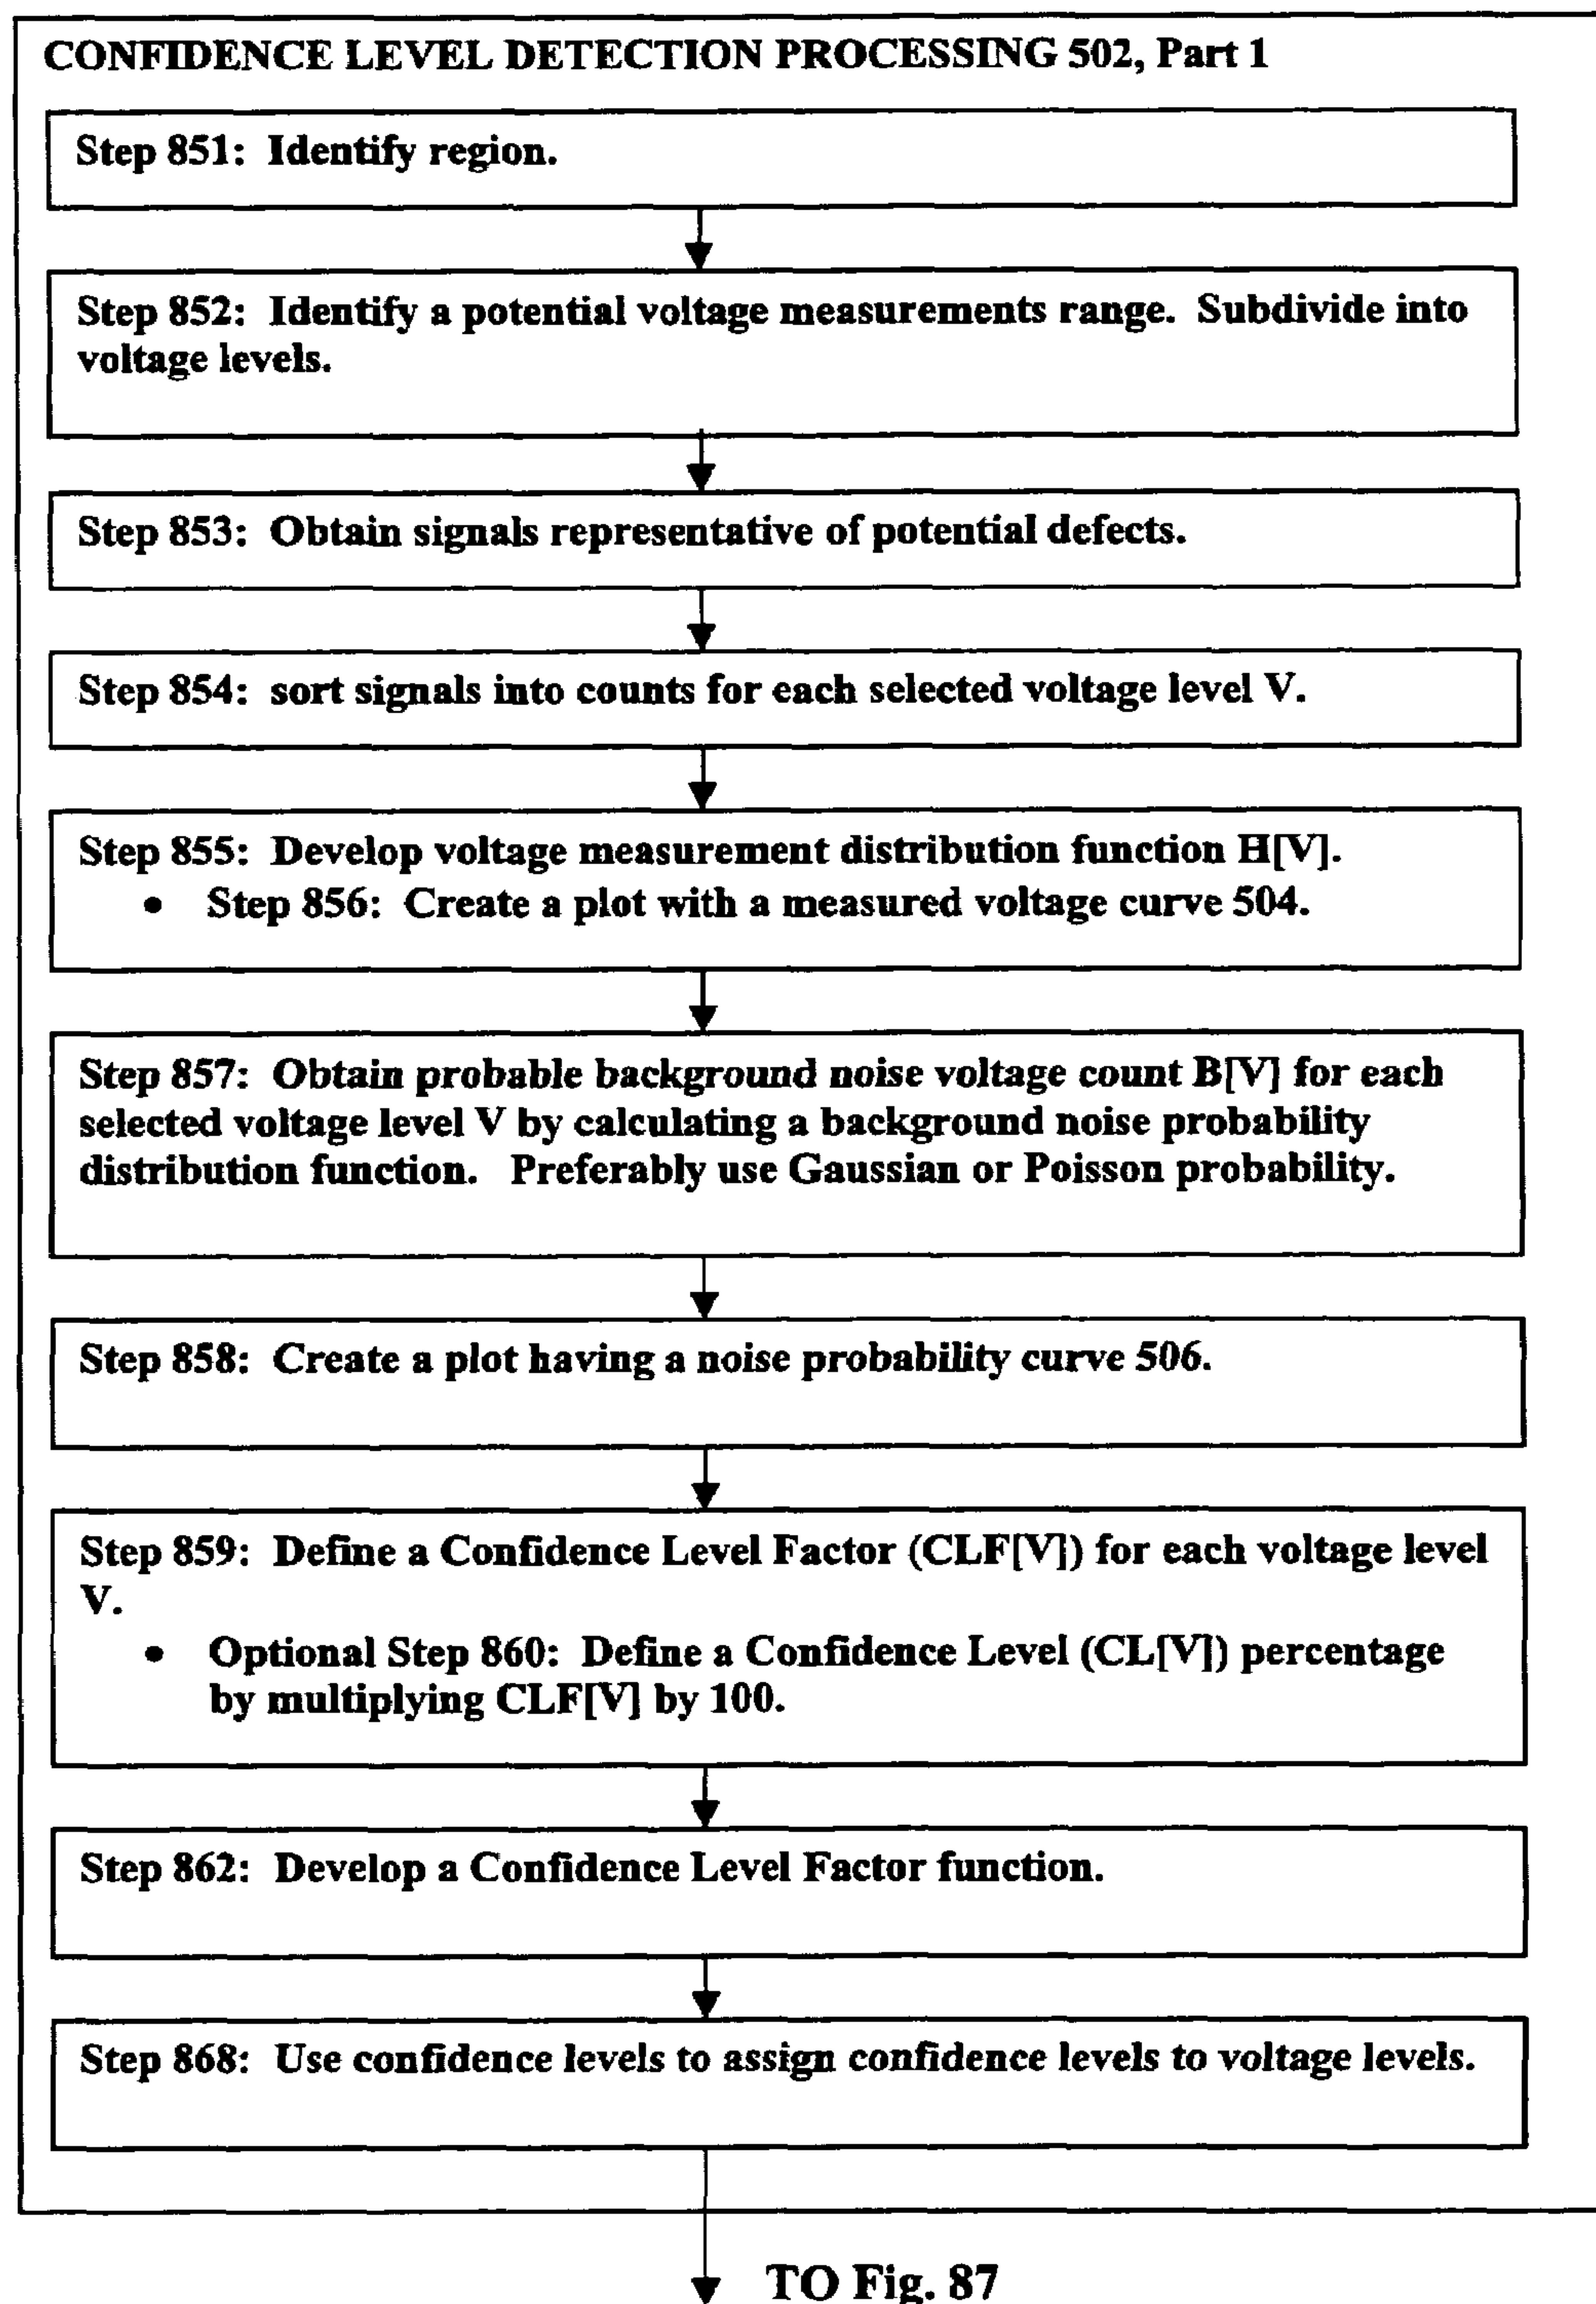 CONFIDENCE LEVEL DETECTION PROCESSING 502, Part 1
Step 851: Identify region.
Step 852: Identify a potential voltage measurements range. Subdivide into
voltage levels.
Step 853: Obtain signals representative of potential defects.
Step 854: sort signals into counts for each selected voltage level V.
Step 855: Develop voltage measurement distribution function H[V].
• Step 856: Create a plot with a measured voltage curve 504.
Step 857: Obtain probable background noise voltage count B[V] for each
selected voltage level V by calculating a background noise probability
distribution function. Preferably use Gaussian or Poisson probability.
Step 858: Create a plot having a noise probability curve 506.
Step 859: Define a Confidence Level Factor (CLF[V]) for each voltage level
V.
• Optional Step 860: Define a Confidence Level (CL[V]) percentage
by multiplying CLF[V] by 100.
Step 862: Develop a Confidence Level Factor function.
Step 868: Use confidence levels to assign confidence levels to voltage levels.
TO Fig. 87